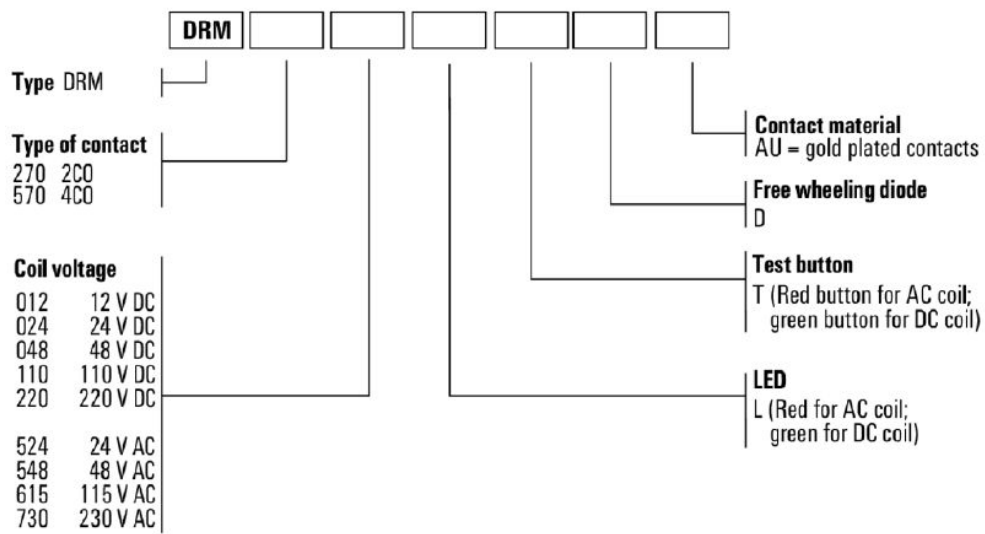 DRM
Type DRM
Type of contact
270 2CO
570 4CO
Coil voltage
012 12 V DC
024 24 V DC
048 48 V DC
110 110 V DC
220 220 V DC
524 24 V AC
548 48 V AC
615 115 V AC
730 230 V AC
Contact material
AU = gold plated contacts
Free wheeling diode
D
Test button
T (Red button for AC coil;
green button for DC coil)
LED
L (Red for AC coil;
green for DC coil)